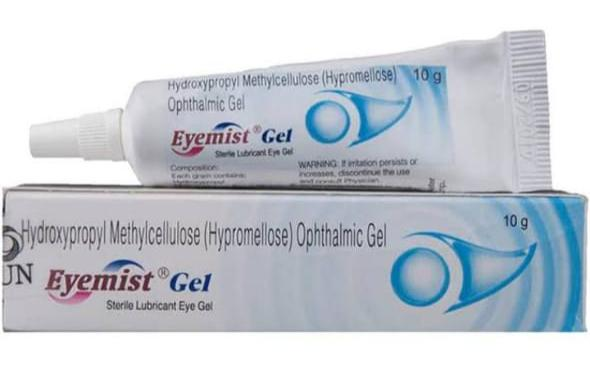 Hydroxypropyl Methylcellulose (Hypromellose) 10 g
Ophthalmic Gel
Eyemist® Gel
Sterile Lubricant Eye Gel
Composition:
Each gram contains:
WARNING: If irritation persists or
increases, discontinue the use
and consult Physician.
Hydroxypropyl Methylcellulose (Hypromellose) Ophthalmic Gel
10 g
UN
Eyemist® Gel
Sterile Lubricant Eye Gel